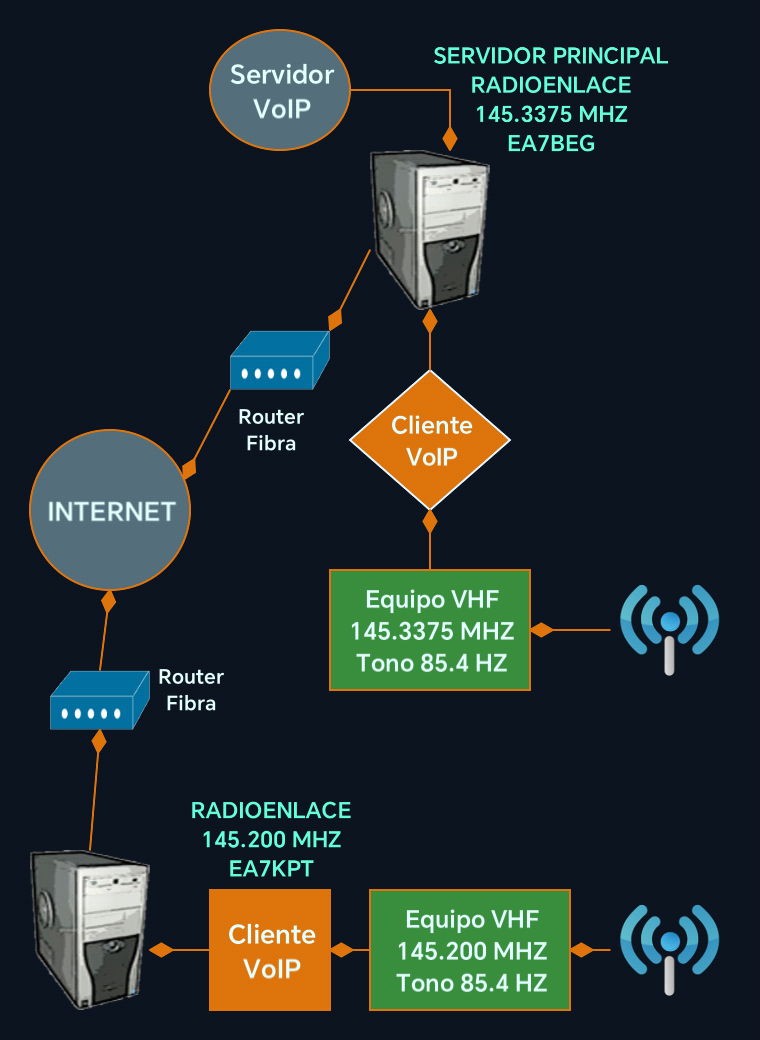 Servidor
VoIP
SERVIDOR PRINCIPAL
RADIOENLACE
145.3375 MHZ
EA7BEG
Router
Fibra
Cliente
VoIP
INTERNET
Equipo VHF
145.3375 MHZ
Tono 85.4 HZ
Router
Fibra
RADIOENLACE
145.200 MHZ
EA7KPT
Cliente
VoIP
Equipo VHF
145.200 MHZ
Tono 85.4 HZ